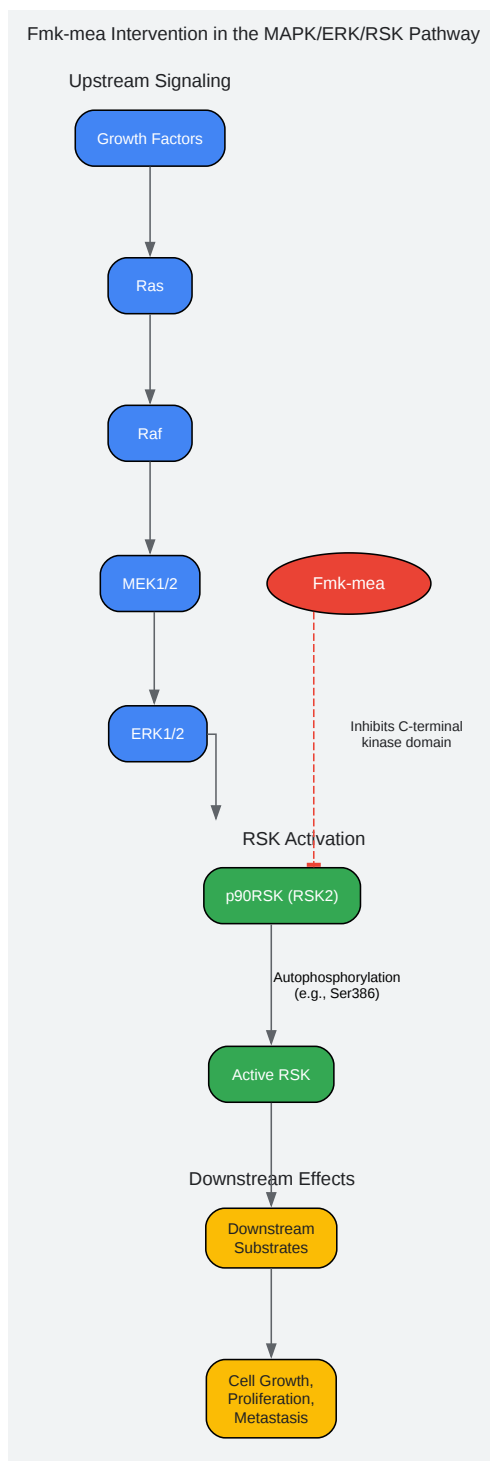 Fmk-mea Intervention in the MAPK/ERK/RSK Pathway
Upstream Signaling
Growth Factors
Ras
Raf
MEK1/2
Fmk-mea
ERK1/2
Inhibits C-terminal
kinase domain
RSK Activation
p90RSK (RSK2)
Autophosphorylation
(e.g., Ser386)
Active RSK
Downstream Effects
Downstream
Substrates
Cell Growth,
Proliferation,
Metastasis